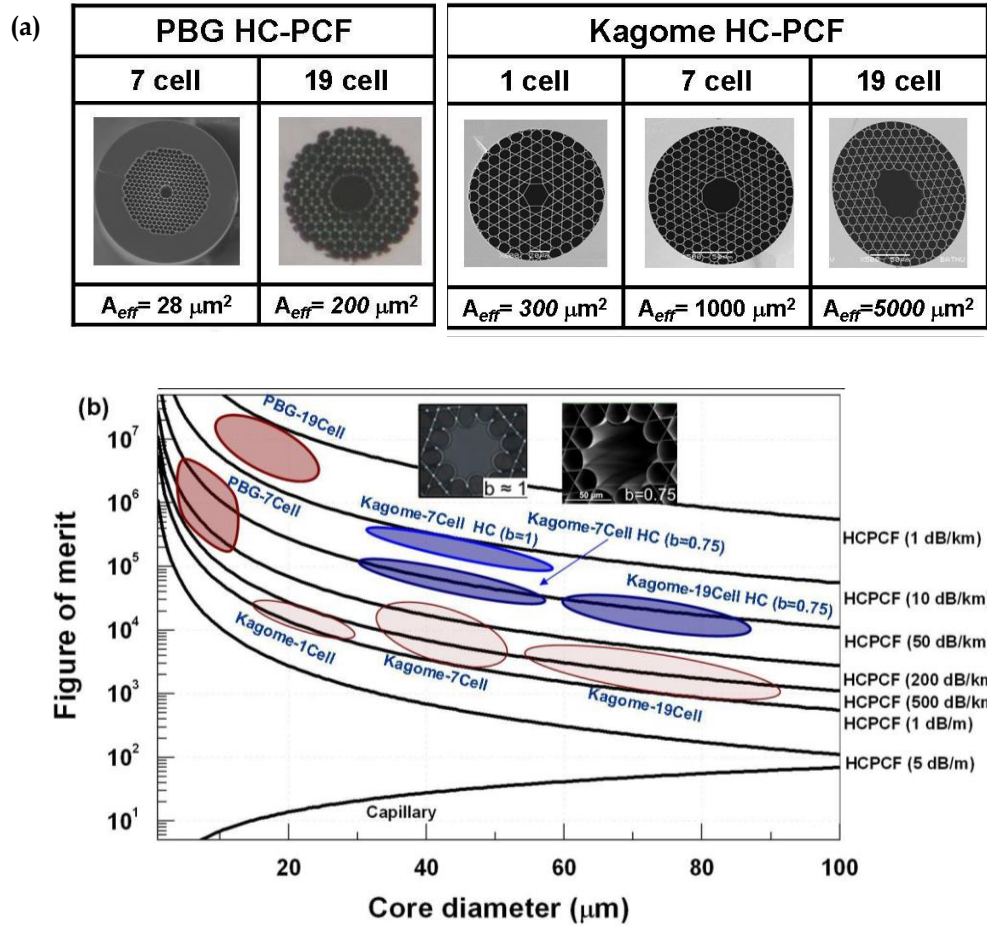 (a)
PBG HC-PCF
Kagome HC-PCF
7 cell
19 cell
1 cell
7 cell
19 cell
A_eff= 28 μm²
A_eff= 200 μm²
A_eff= 300 μm²
A_eff= 1000 μm²
A_eff=5000 μm²
(b)
Figure of merit
10⁷
10⁶
10⁵
10⁴
10³
10²
10¹
PBG-19Cell
PBG-7Cell
b ≈ 1
50 μm
b=0.75
Kagome-7Cell HC (b=1)
Kagome-7Cell HC (b=0.75)
Kagome-19Cell HC (b=0.75)
Kagome-1Cell
Kagome-7Cell
Kagome-19Cell
Capillary
HCPCF (1 dB/km)
HCPCF (10 dB/km)
HCPCF (50 dB/km
HCPCF (200 dB/km
HCPCF (500 dB/km
HCPCF (1 dB/m)
HCPCF (5 dB/m)
20
40
60
80
100
Core diameter (μm)